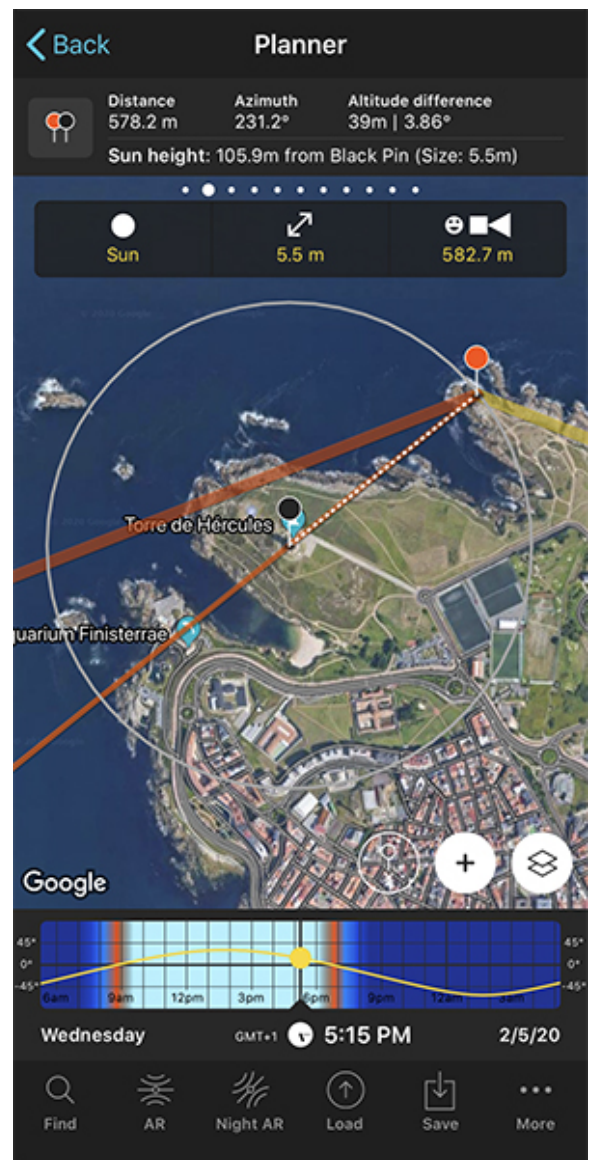 Back
Planner
Distance Azimuth Altitude difference
578.2 m 231.2° 39m | 3.86°
Sun height: 105.9m from Black Pin (Size: 5.5m)
Sun 5.5 m 582.7 m
Torre de Hércules
quarium Finisterrae
Google
45° 45°
0° 0°
-45° -45°
6am 9am 12pm 3pm 6pm 9pm 12am 3am
Wednesday GMT+1 5:15 PM 2/5/20
Find AR Night AR Load Save More